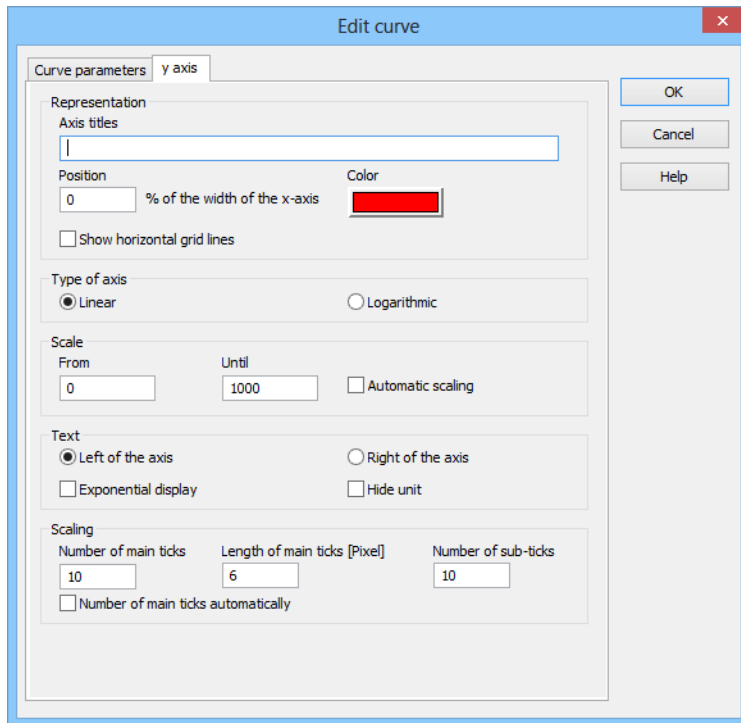 Edit curve
Curve parameters y axis
OK
Cancel
Help
Representation
Axis titles
Position Color
0 % of the width of the x-axis
Show horizontal grid lines
Type of axis
Linear Logarithmic
Scale
From Until
0 1000 Automatic scaling
Text
Left of the axis Right of the axis
Exponential display Hide unit
Scaling
Number of main ticks Length of main ticks [Pixel] Number of sub-ticks
10 6 10
Number of main ticks automatically